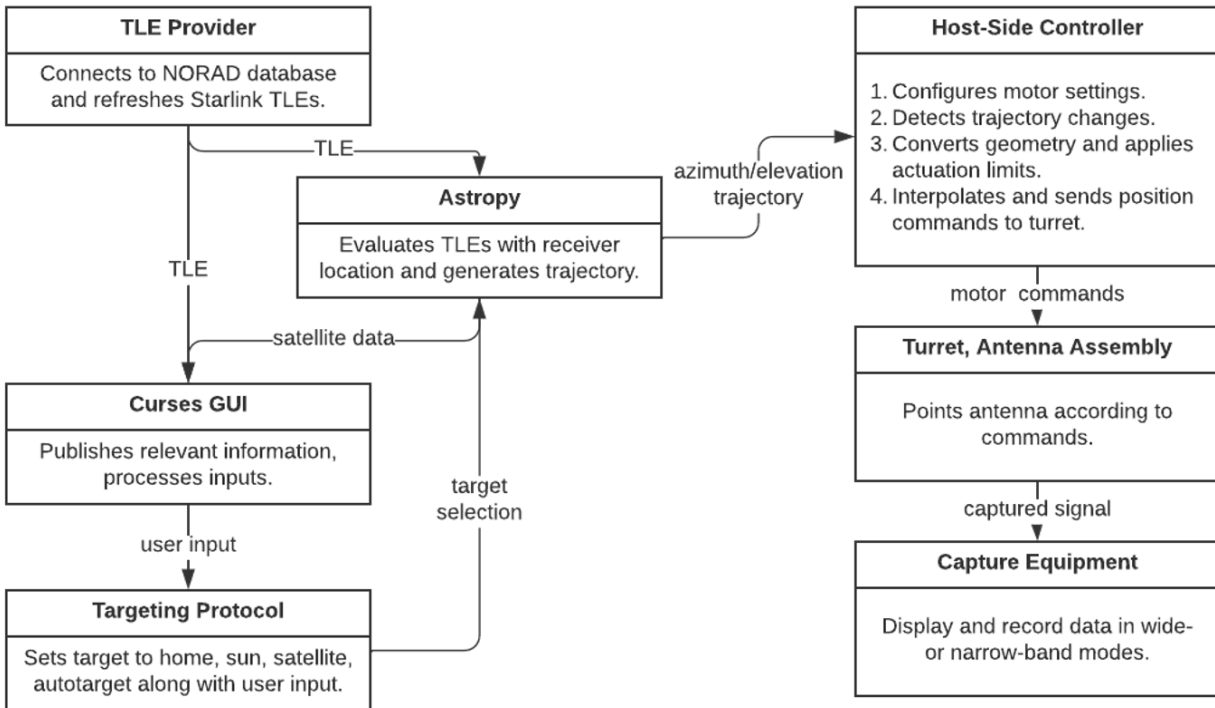 TLE Provider
Connects to NORAD database
and refreshes Starlink TLEs.
TLE
TLE
Astropy
Evaluates TLEs with receiver
location and generates trajectory.
satellite data
Curses GUI
Publishes relevant information,
processes inputs.
user input
Targeting Protocol
Sets target to home, sun, satellite,
autotarget along with user input.
target
selection
azimuth/elevation
trajectory
Host-Side Controller
1. Configures motor settings.
2. Detects trajectory changes.
3. Converts geometry and applies
actuation limits.
4. Interpolates and sends position
commands to turret.
motor commands
Turret, Antenna Assembly
Points antenna according to
commands.
captured signal
Capture Equipment
Display and record data in wide-
or narrow-band modes.